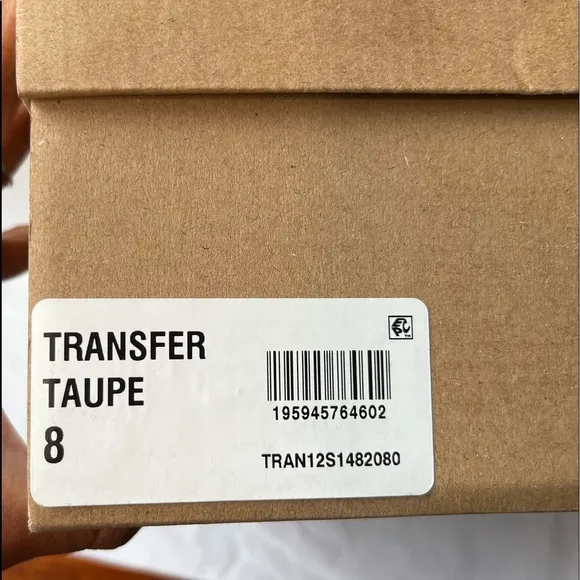 TRANSFER
TAUPE
8
195945764602
TRAN12S1482080